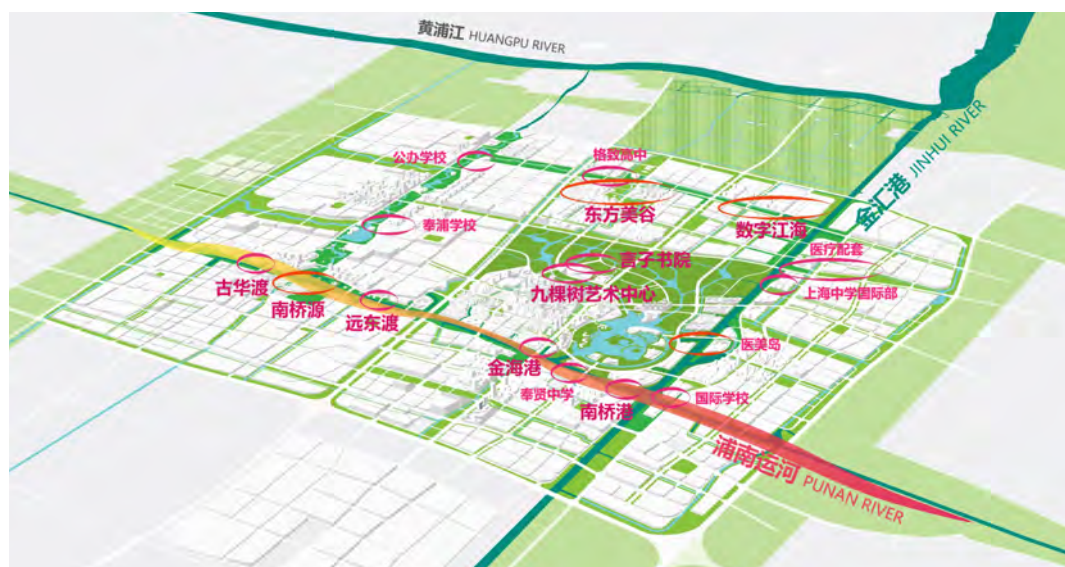 黄浦江 HUANGPU RIVER
金汇港 JINHUI RIVER
公办学校
格致高中
东方美谷
数字江海
奉浦学校
医疗配套
言子书院
古华渡
南桥源
九棵树艺术中心
上海中学国际部
远东渡
医美岛
金海港
奉贤中学
南桥港
国际学校
浦南运河 PUNAN RIVER